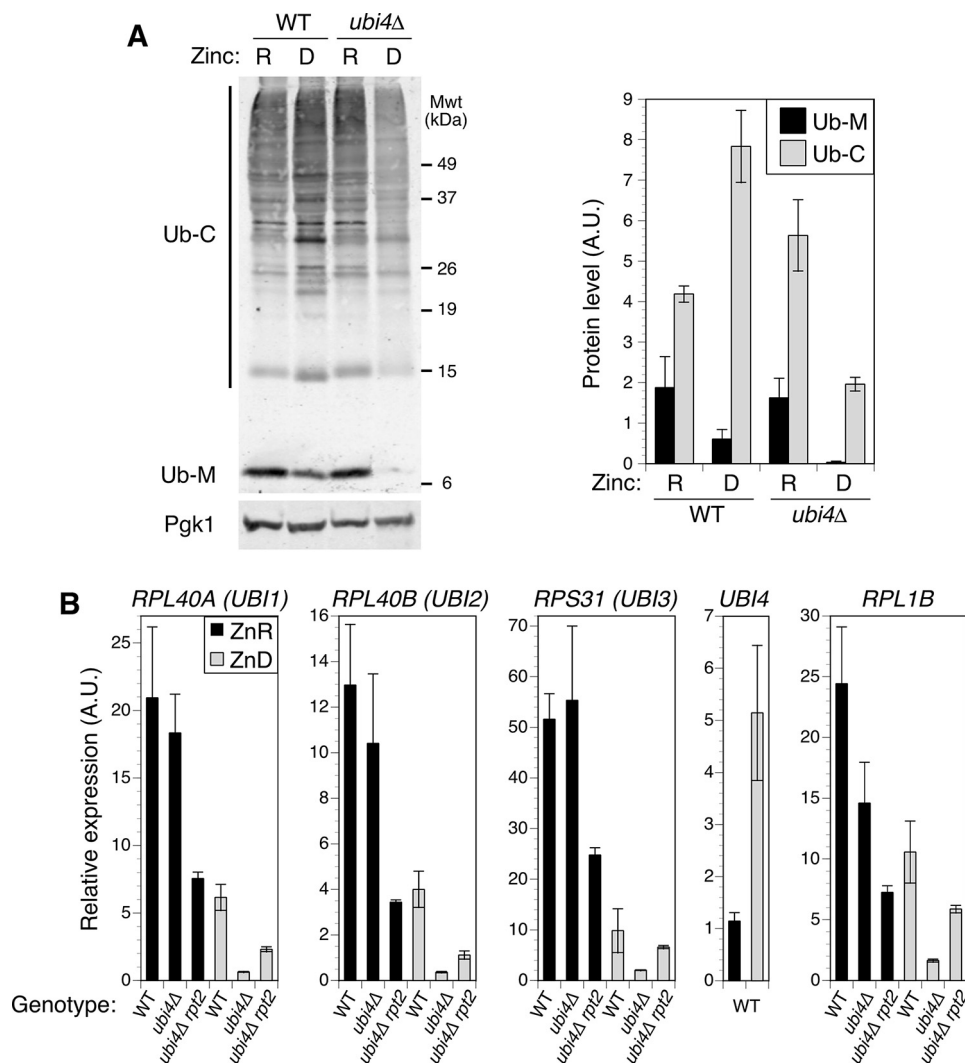 A
WT ubi4Δ
Zinc: R D R D
Mwt
(kDa)
49
37
Ub-C
26
19
15
Ub-M
6
Pgk1
9
8
7
6
5
4
3
2
1
0
Protein level (A.U.)
Ub-M
Ub-C
Zinc: R D R D
WT ubi4Δ
B
RPL40A (UBI1) RPL40B (UBI2) RPS31 (UBI3) UBI4 RPL1B
Relative expression (A.U.)
25
20
15
10
5
0
ZnR
ZnD
16
14
12
10
8
6
4
2
0
70
60
50
40
30
20
10
0
7
6
5
4
3
2
1
0
30
25
20
15
10
5
0
Genotype: WT ubi4Δ ubi4Δ rpt2 WT ubi4Δ ubi4Δ rpt2 WT ubi4Δ ubi4Δ rpt2 WT ubi4Δ ubi4Δ rpt2 WT ubi4Δ ubi4Δ rpt2 WT ubi4Δ ubi4Δ rpt2 WT WT ubi4Δ ubi4Δ rpt2 WT ubi4Δ ubi4Δ rpt2